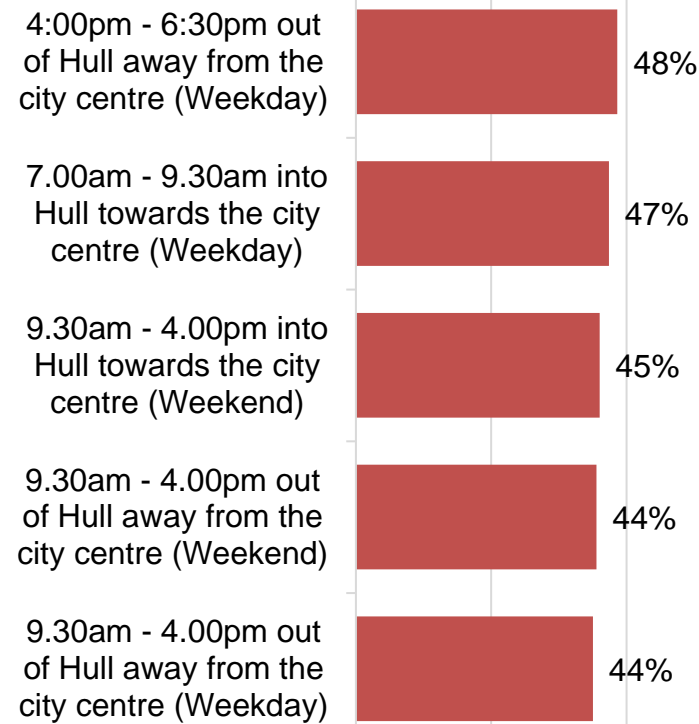 4:00pm - 6:30pm out
of Hull away from the
city centre (Weekday)
48%
7.00am - 9.30am into
Hull towards the city
centre (Weekday)
47%
9.30am - 4.00pm into
Hull towards the city
centre (Weekend)
45%
9.30am - 4.00pm out
of Hull away from the
city centre (Weekend)
44%
9.30am - 4.00pm out
of Hull away from the
city centre (Weekday)
44%